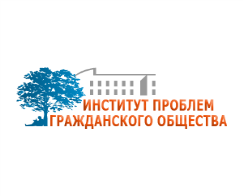 ИНСТИТУТ ПРОБЛЕМ
ГРАЖДАНСКОГО ОБЩЕСТВА